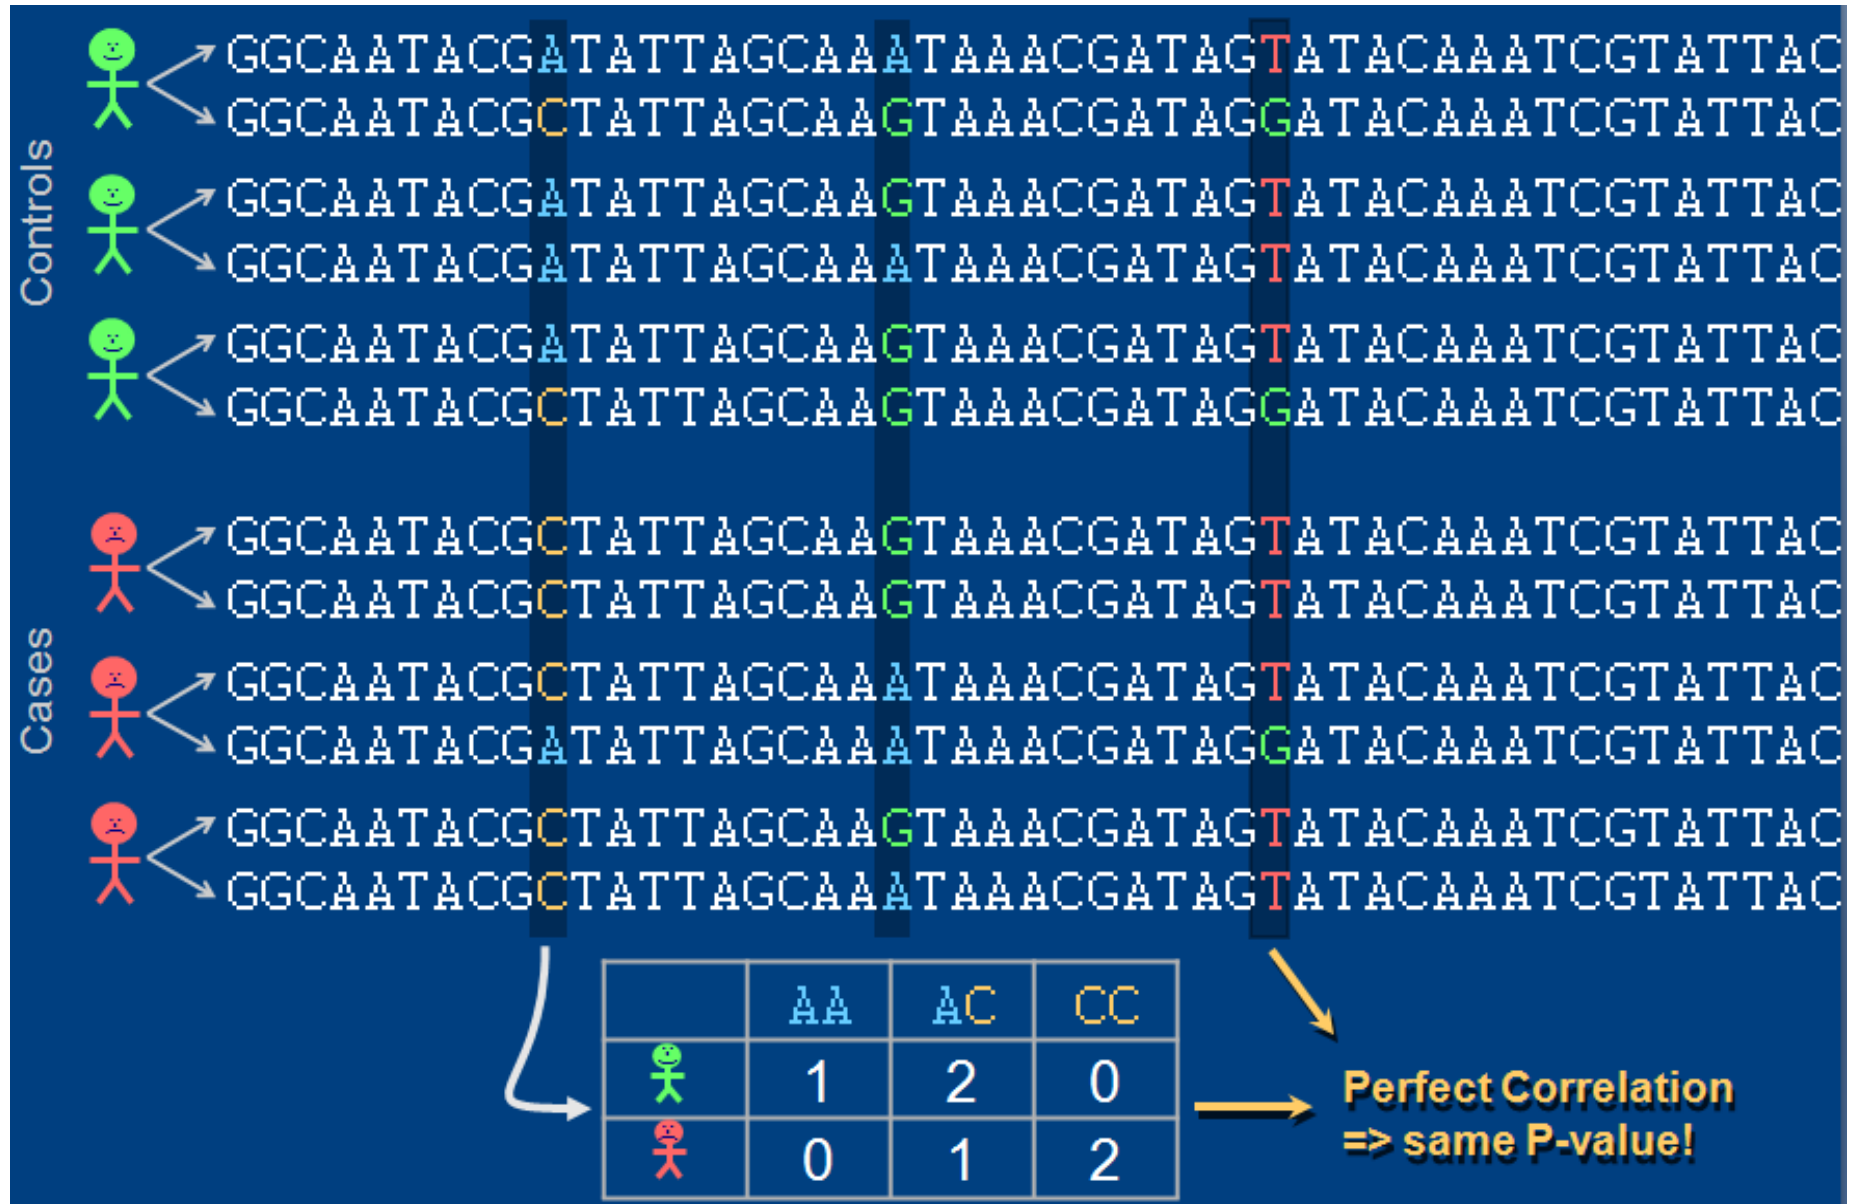 Controls
GGCAATACGATATTAGCAAATAAACGATAGTATACAAATCGTATTAC
GGCAATACGCTATTAGCAAGTAAACGATAGGATACAAATCGTATTAC
GGCAATACGATATTAGCAAGTAAACGATAGTATACAAATCGTATTAC
GGCAATACGATATTAGCAAATAAACGATAGTATACAAATCGTATTAC
GGCAATACGATATTAGCAAGTAAACGATAGTATACAAATCGTATTAC
GGCAATACGCTATTAGCAAGTAAACGATAGGATACAAATCGTATTAC
Cases
GGCAATACGCTATTAGCAAGTAAACGATAGTATACAAATCGTATTAC
GGCAATACGCTATTAGCAAGTAAACGATAGTATACAAATCGTATTAC
GGCAATACGCTATTAGCAAATAAACGATAGTATACAAATCGTATTAC
GGCAATACGATATTAGCAAATAAACGATAGGATACAAATCGTATTAC
GGCAATACGCTATTAGCAAGTAAACGATAGTATACAAATCGTATTAC
GGCAATACGCTATTAGCAAATAAACGATAGTATACAAATCGTATTAC
AA AC CC
1 2 0
0 1 2
Perfect Correlation
=> same P-value!